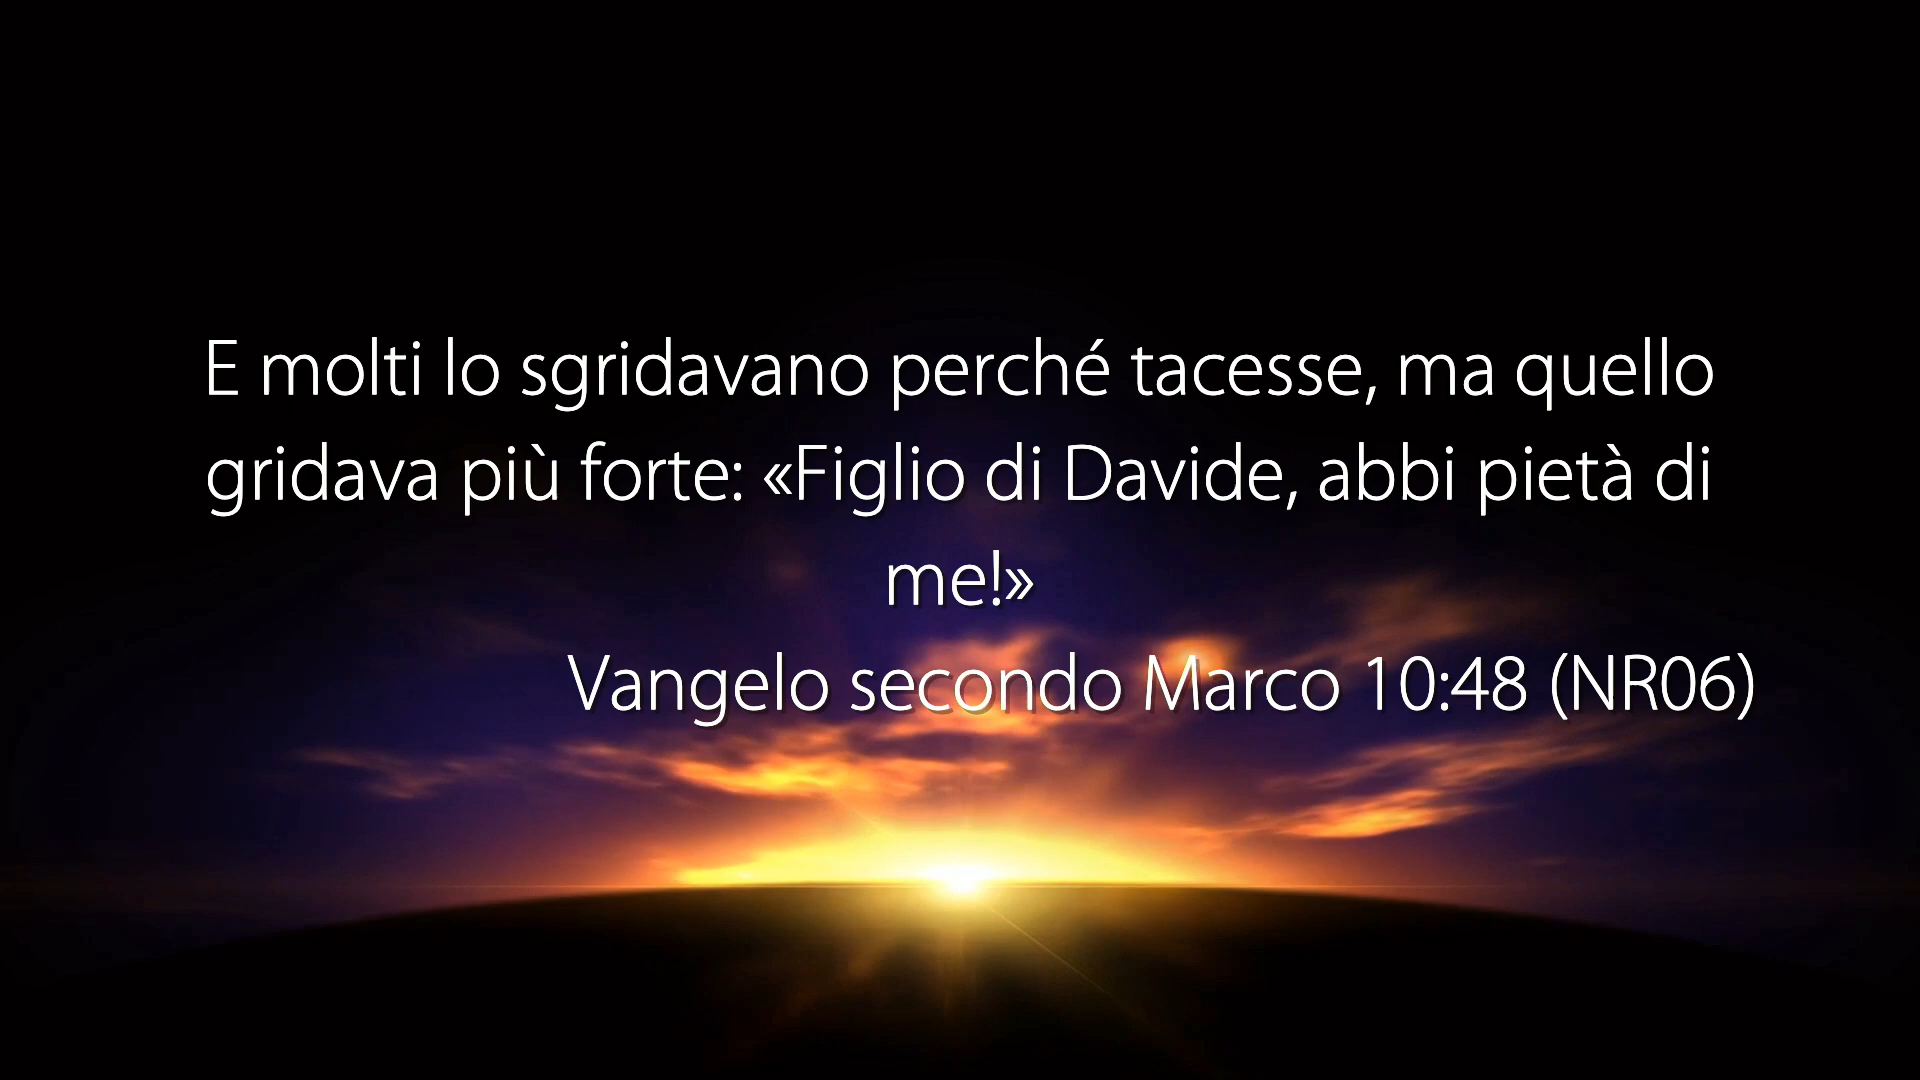 E molti lo sgridavano perché tacesse, ma quello
gridava più forte: «Figlio di Davide, abbi pietà di
me!»
Vangelo secondo Marco 10:48 (NR06)